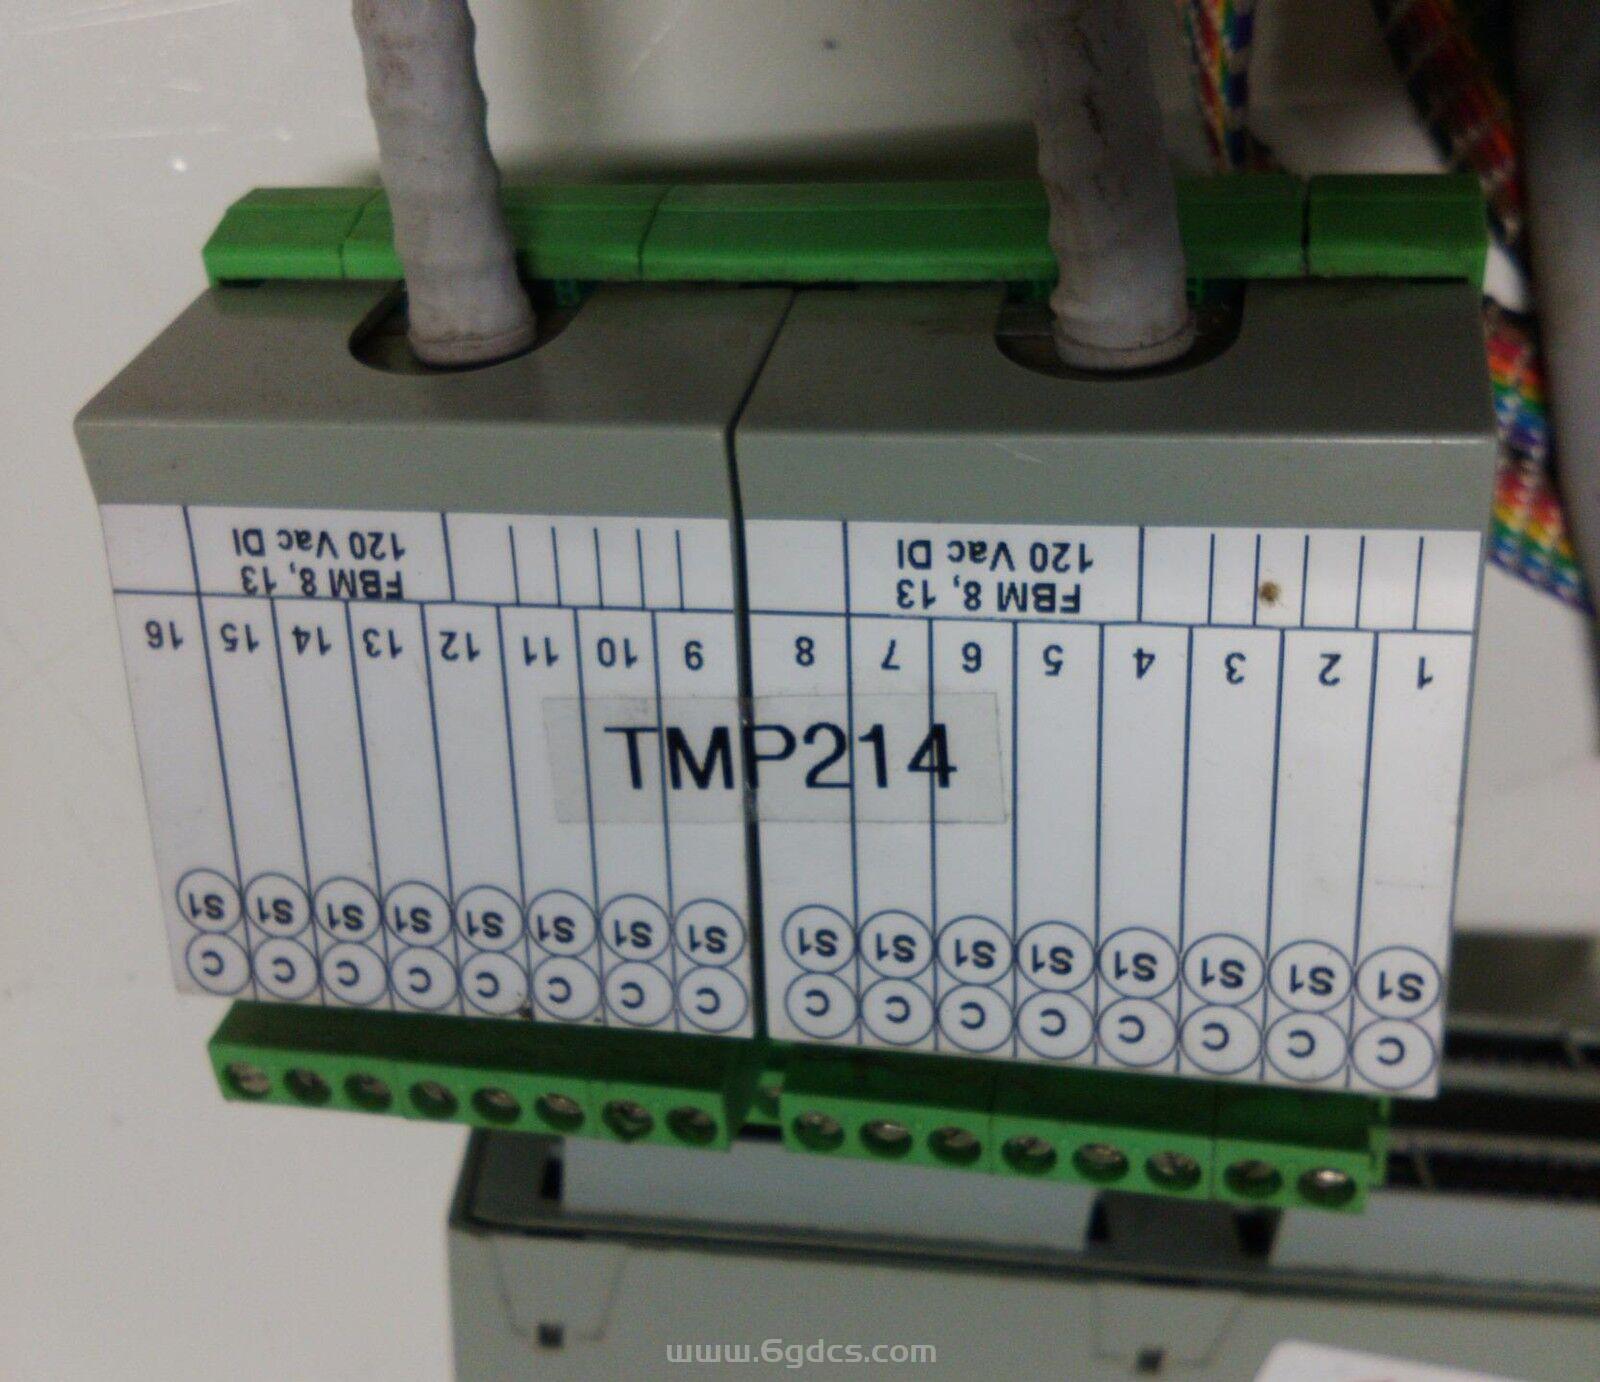 120 Vac DI
FBM 8, 13
120 Vac DI
FBM 8, 13
16 15 14 13 12 11 10 9 8 7 6 5 4 3 2 1
TMP214
S1 S1 S1 S1 S1 S1 S1 S1 S1 S1 S1 S1 S1 S1 S1 S1
C C C C C C C C C C C C C C C C
www.6gdcs.com